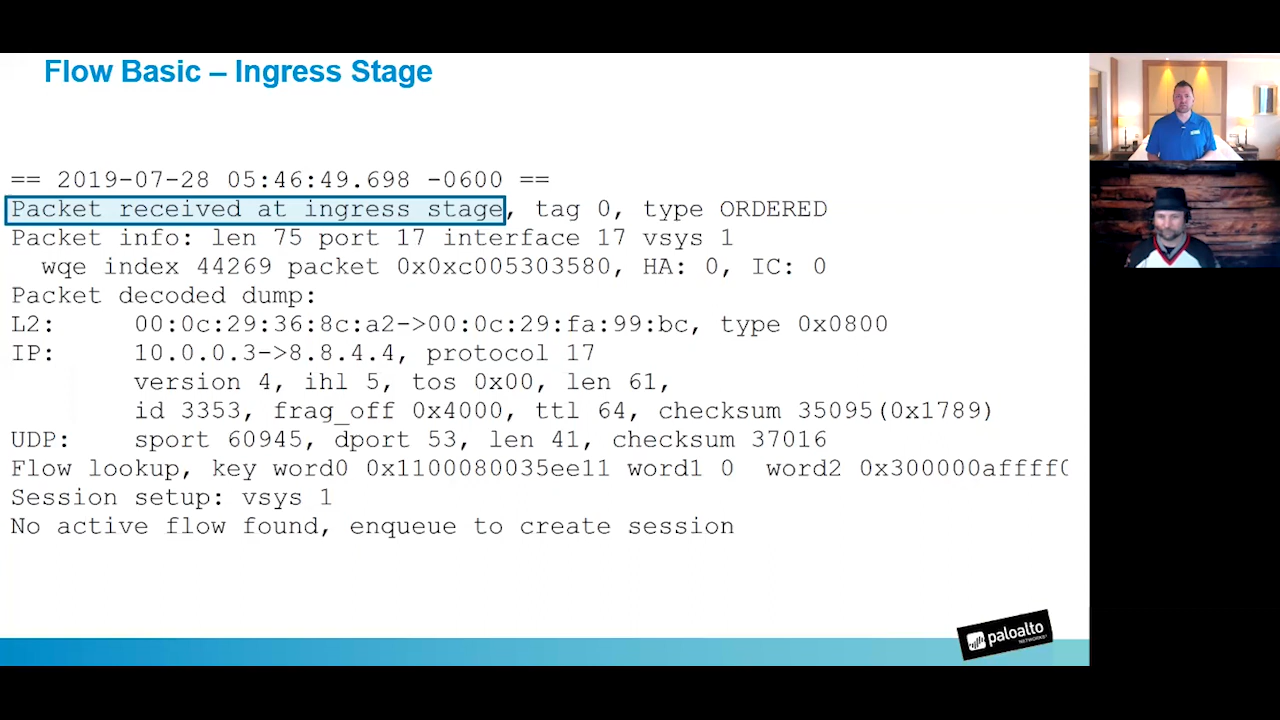 Flow Basic – Ingress Stage
== 2019-07-28 05:46:49.698 -0600 ==
Packet received at ingress stage, tag 0, type ORDERED
Packet info: len 75 port 17 interface 17 vsys 1
wqe index 44269 packet 0x0xc005303580, HA: 0, IC: 0
Packet decoded dump:
L2: 00:0c:29:36:8c:a2->00:0c:29:fa:99:bc, type 0x0800
IP: 10.0.0.3->8.8.4.4, protocol 17
version 4, ihl 5, tos 0x00, len 61,
id 3353, frag_off 0x4000, ttl 64, checksum 35095(0x1789)
UDP: sport 60945, dport 53, len 41, checksum 37016
Flow lookup, key word0 0x1100080035ee11 word1 0 word2 0x300000affff0
Session setup: vsys 1
No active flow found, enqueue to create session
paloalto
NETWORKS